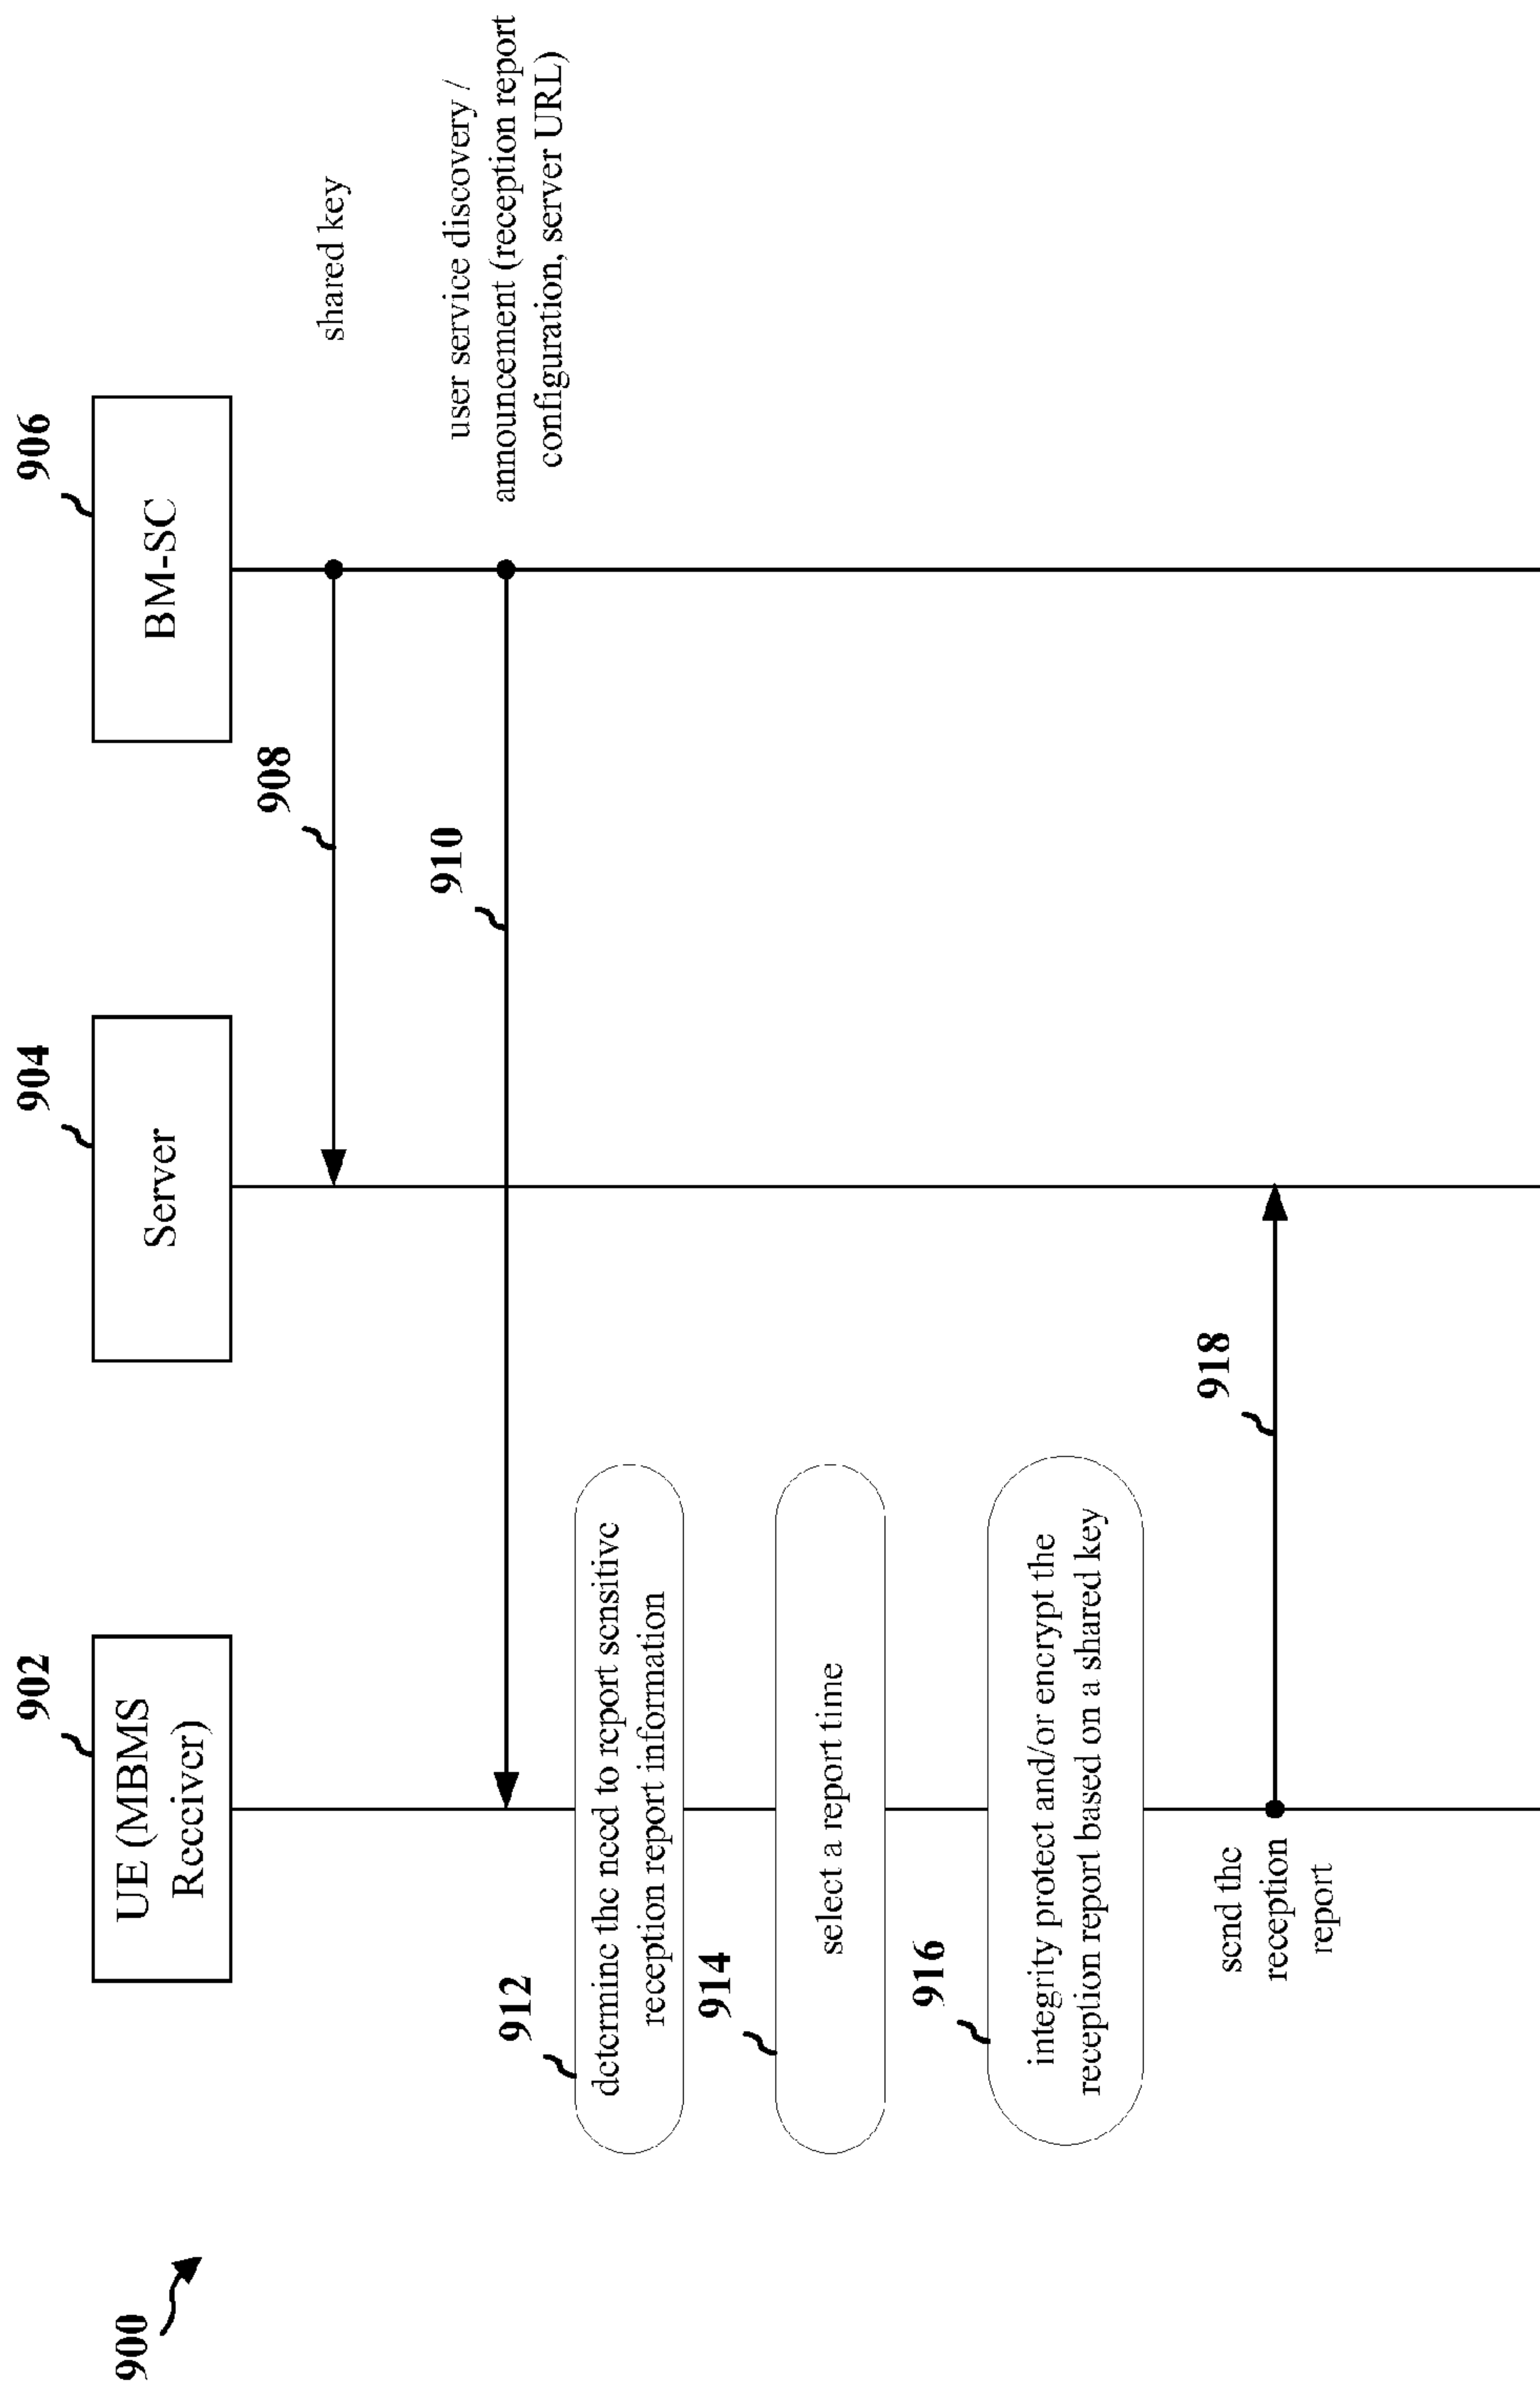 900
902
UE (MBMS
Receiver)
904
Server
906
BM-SC
908
shared key
910
user service discovery /
announcement (reception report
configuration, server URL)
912
determine the need to report sensitive
reception report information
914
select a report time
916
integrity protect and/or encrypt the
reception report based on a shared key
918
send the
reception
report